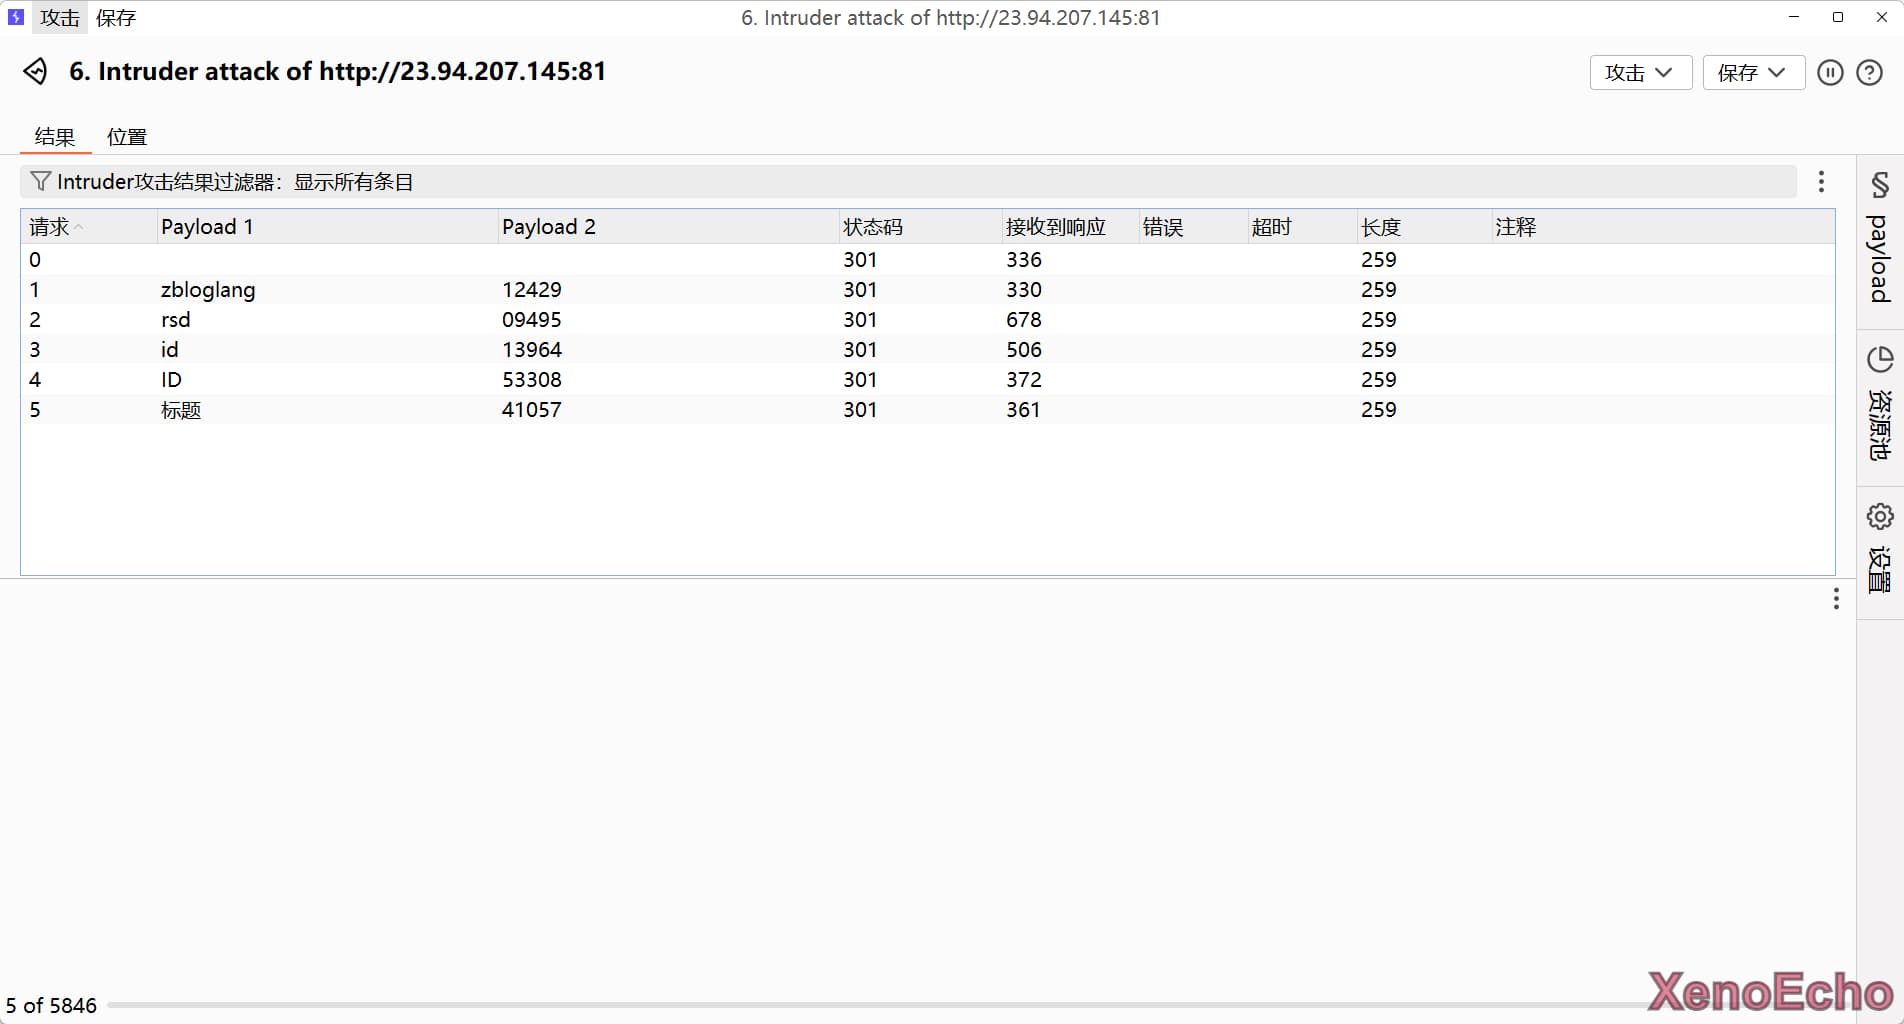 攻击 保存 6. Intruder attack of http://23.94.207.145:81
6. Intruder attack of http://23.94.207.145:81 攻击 保存
结果 位置
Intruder攻击结果过滤器：显示所有条目
请求 Payload 1 Payload 2 状态码 接收到响应 错误 超时 长度 注释
0 301 336 259
1 zbloglang 12429 301 330 259
2 rsd 09495 301 678 259
3 id 13964 301 506 259
4 ID 53308 301 372 259
5 标题 41057 301 361 259
payload
资源池
设置
5 of 5846
XenoEcho